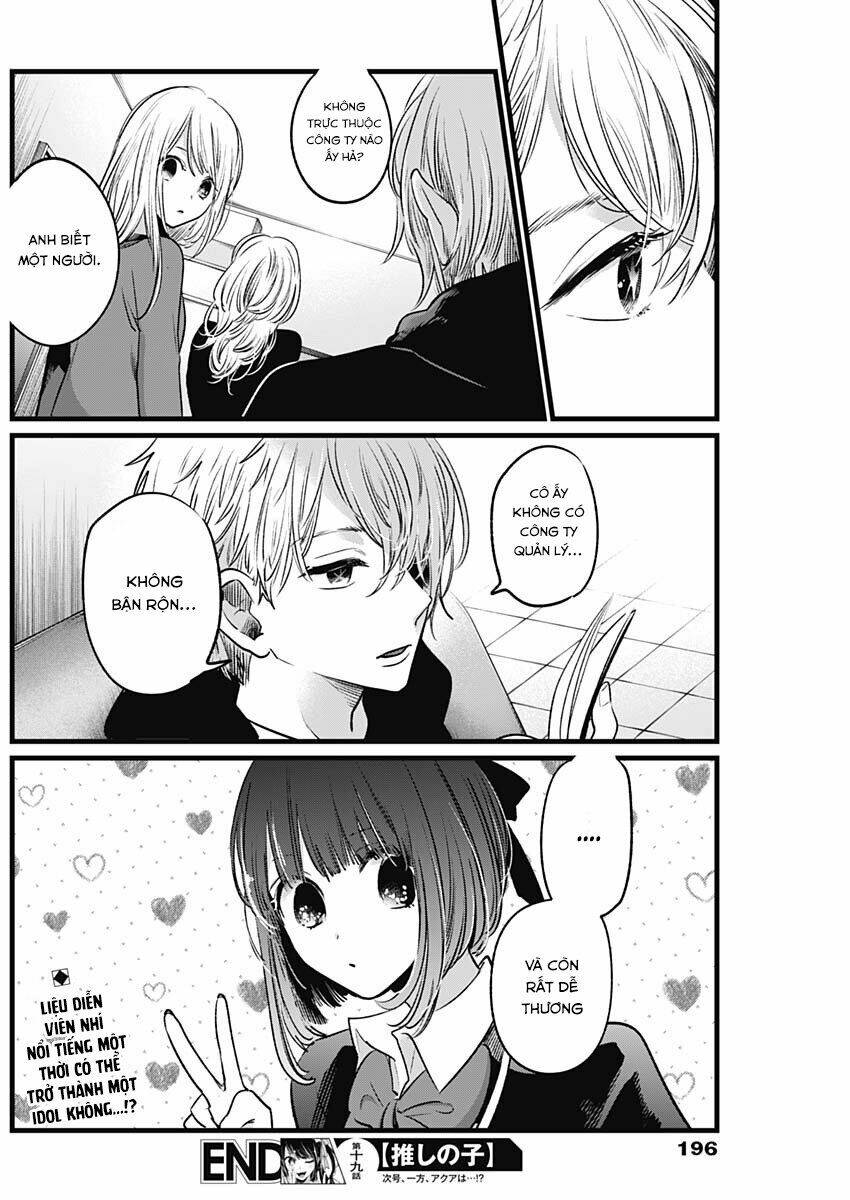 KHÔNG
TRỰC THUỘC
CÔNG TY NÀO
ẤY HẢ?
ANH BIẾT
MỘT NGƯỜI.
CÔ ẤY
KHÔNG CÓ
CÔNG TY
QUẢN LÝ...
KHÔNG
BẬN RỘN...
....
VÀ CÒN
RẤT DỄ
THƯƠNG
LIỆU DIỄN
VIÊN NHÍ
NỔI TIẾNG MỘT
THỜI CÓ THỂ
TRỞ THÀNH MỘT
IDOL KHÔNG...!?
END
第十九話
【推しの子】
次号、一方、アクアは…!?
196